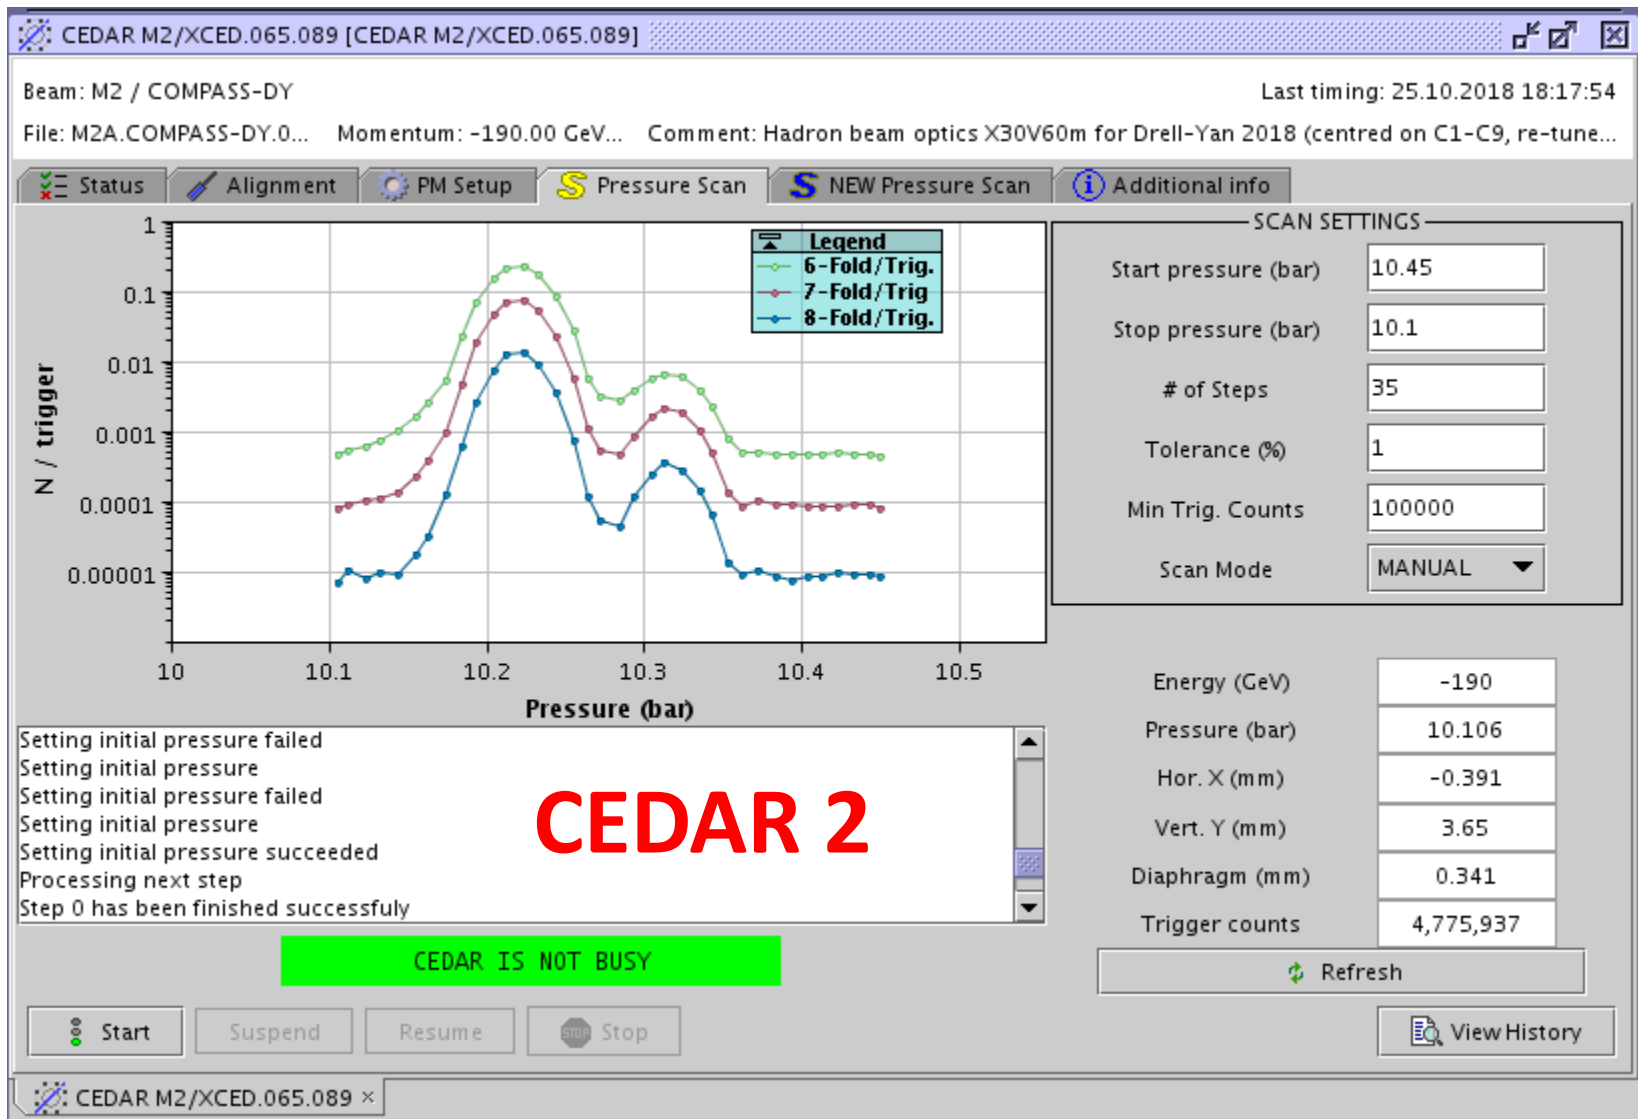 CEDAR M2/XCED.065.089 [CEDAR M2/XCED.065.089]
Beam: M2 / COMPASS-DY
Last timing: 25.10.2018 18:17:54
File: M2A.COMPASS-DY.0... Momentum: -190.00 GeV... Comment: Hadron beam optics X30V60m for Drell-Yan 2018 (centred on C1-C9, re-tune...
Status Alignment PM Setup Pressure Scan NEW Pressure Scan Additional info
Legend
6-Fold/Trig.
7-Fold/Trig
8-Fold/Trig.
N / trigger
1
0.1
0.01
0.001
0.0001
0.00001
10 10.1 10.2 10.3 10.4 10.5
Pressure (bar)
SCAN SETTINGS
Start pressure (bar) 10.45
Stop pressure (bar) 10.1
# of Steps 35
Tolerance (%) 1
Min Trig. Counts 100000
Scan Mode MANUAL
Energy (GeV) -190
Pressure (bar) 10.106
Hor. X (mm) -0.391
Vert. Y (mm) 3.65
Diaphragm (mm) 0.341
Trigger counts 4,775,937
Refresh
View History
Setting initial pressure failed
Setting initial pressure
Setting initial pressure failed
Setting initial pressure
Setting initial pressure succeeded
Processing next step
Step 0 has been finished successfuly
CEDAR 2
CEDAR IS NOT BUSY
Start Suspend Resume STOP Stop
CEDAR M2/XCED.065.089 ×